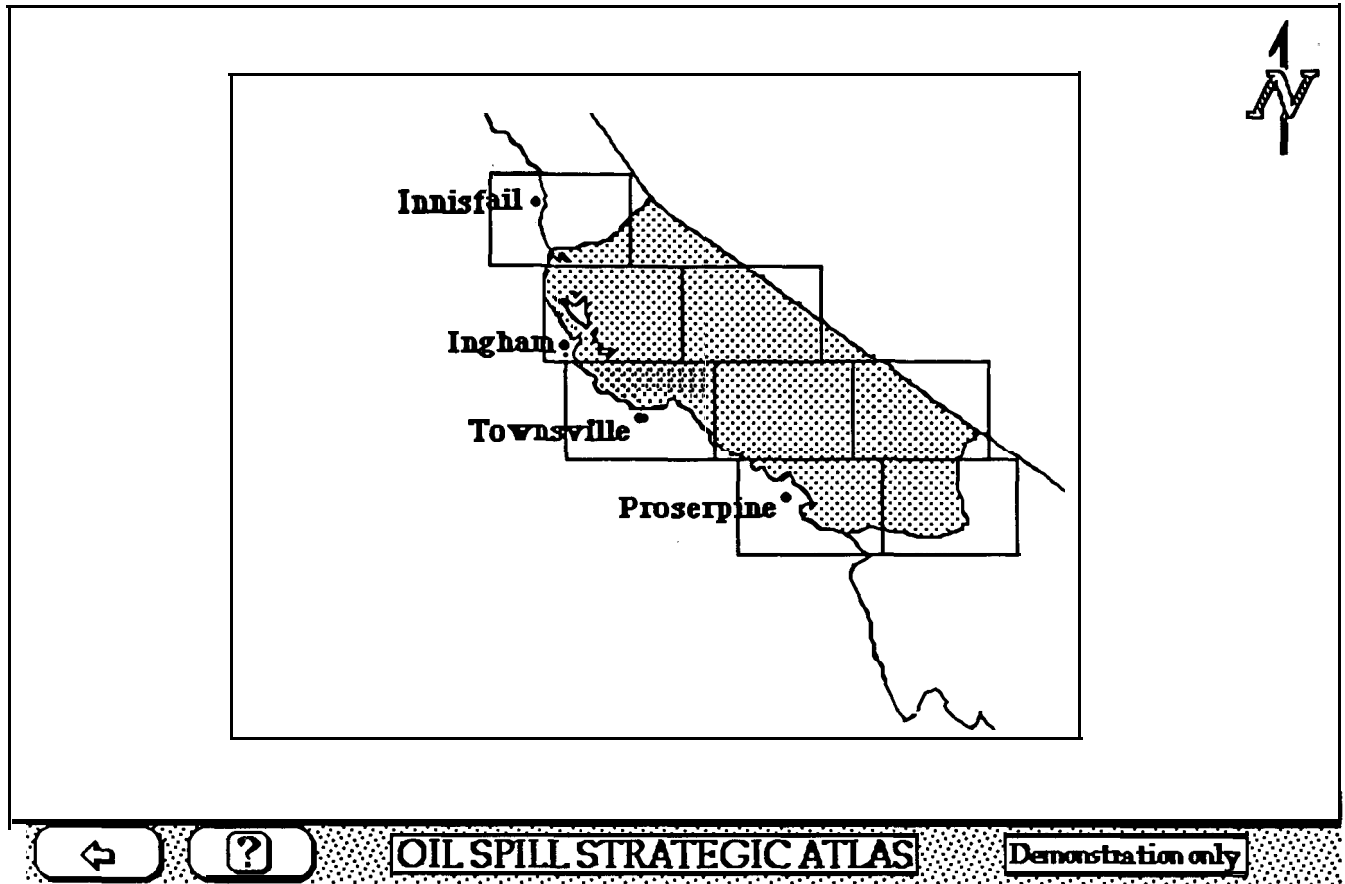 N
Innisfail
Ingham
Townsville
Proserpine
?
OIL SPILL STRATEGIC ATLAS
Demonstration only